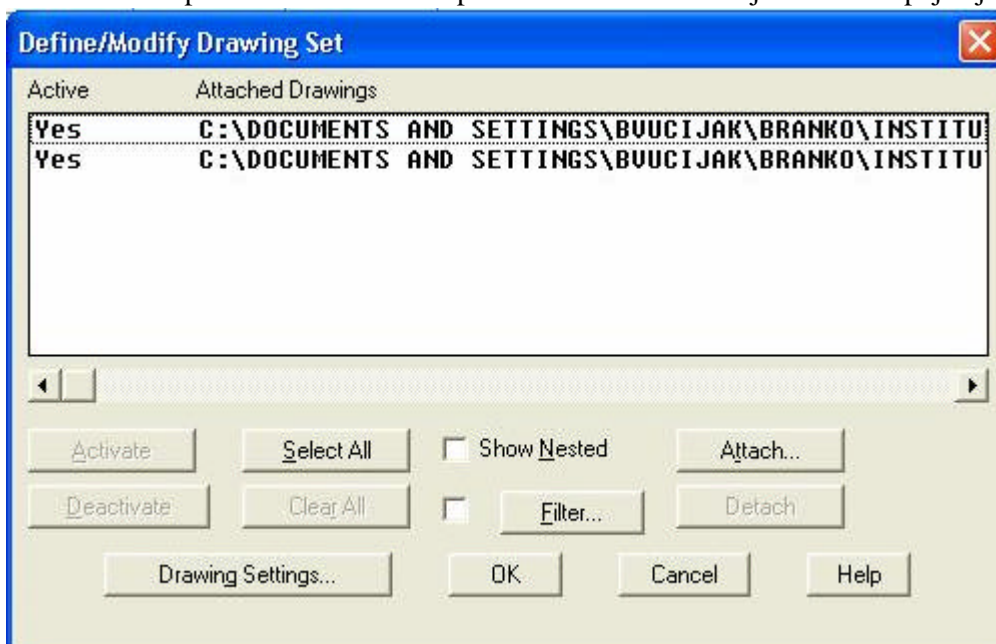 Define/Modify Drawing Set
Active Attached Drawings
Yes C:\DOCUMENTS AND SETTINGS\BVUCIJAK\BRANKO\INSTITU
Yes C:\DOCUMENTS AND SETTINGS\BVUCIJAK\BRANKO\INSTITU
Activate Select All Show Nested Attach...
Deactivate Clear All Filter... Detach
Drawing Settings... OK Cancel Help